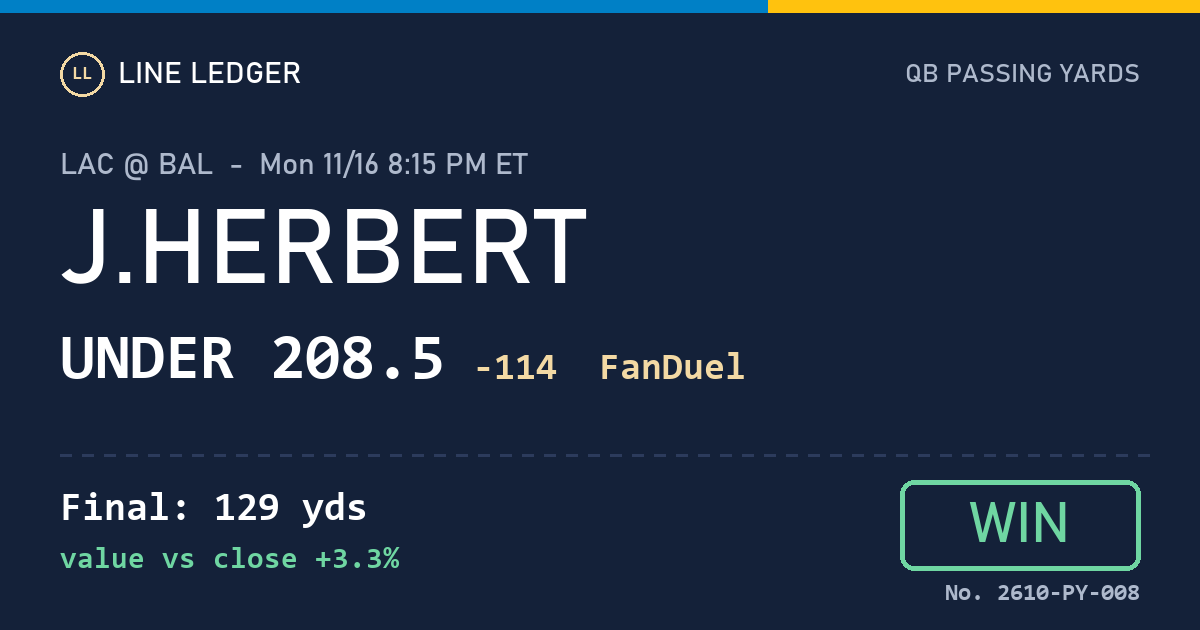 LL LINE LEDGER
QB PASSING YARDS
LAC @ BAL - Mon 11/16 8:15 PM ET
J.HERBERT
UNDER 208.5 -114 FanDuel
Final: 129 yds
value vs close +3.3%
WIN
No. 2610-PY-008